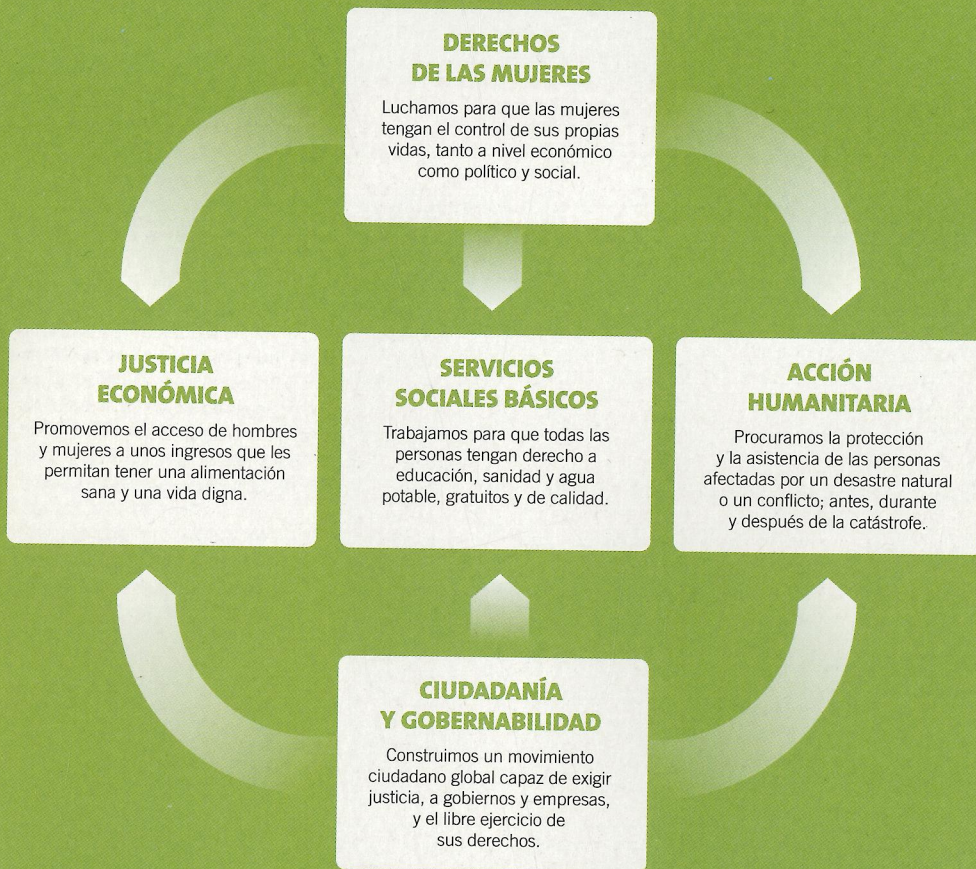 DERECHOS
DE LAS MUJERES
Luchamos para que las mujeres
tengan el control de sus propias
vidas, tanto a nivel económico
como político y social.
JUSTICIA
ECONÓMICA
Promovemos el acceso de hombres
y mujeres a unos ingresos que les
permitan tener una alimentación
sana y una vida digna.
SERVICIOS
SOCIALES BÁSICOS
Trabajamos para que todas las
personas tengan derecho a
educación, sanidad y agua
potable, gratuitos y de calidad.
ACCIÓN
HUMANITARIA
Procuramos la protección
y la asistencia de las personas
afectadas por un desastre natural
o un conflicto; antes, durante
y después de la catástrofe.
CIUDADANÍA
Y GOBERNABILIDAD
Construimos un movimiento
ciudadano global capaz de exigir
justicia, a gobiernos y empresas,
y el libre ejercicio de
sus derechos.